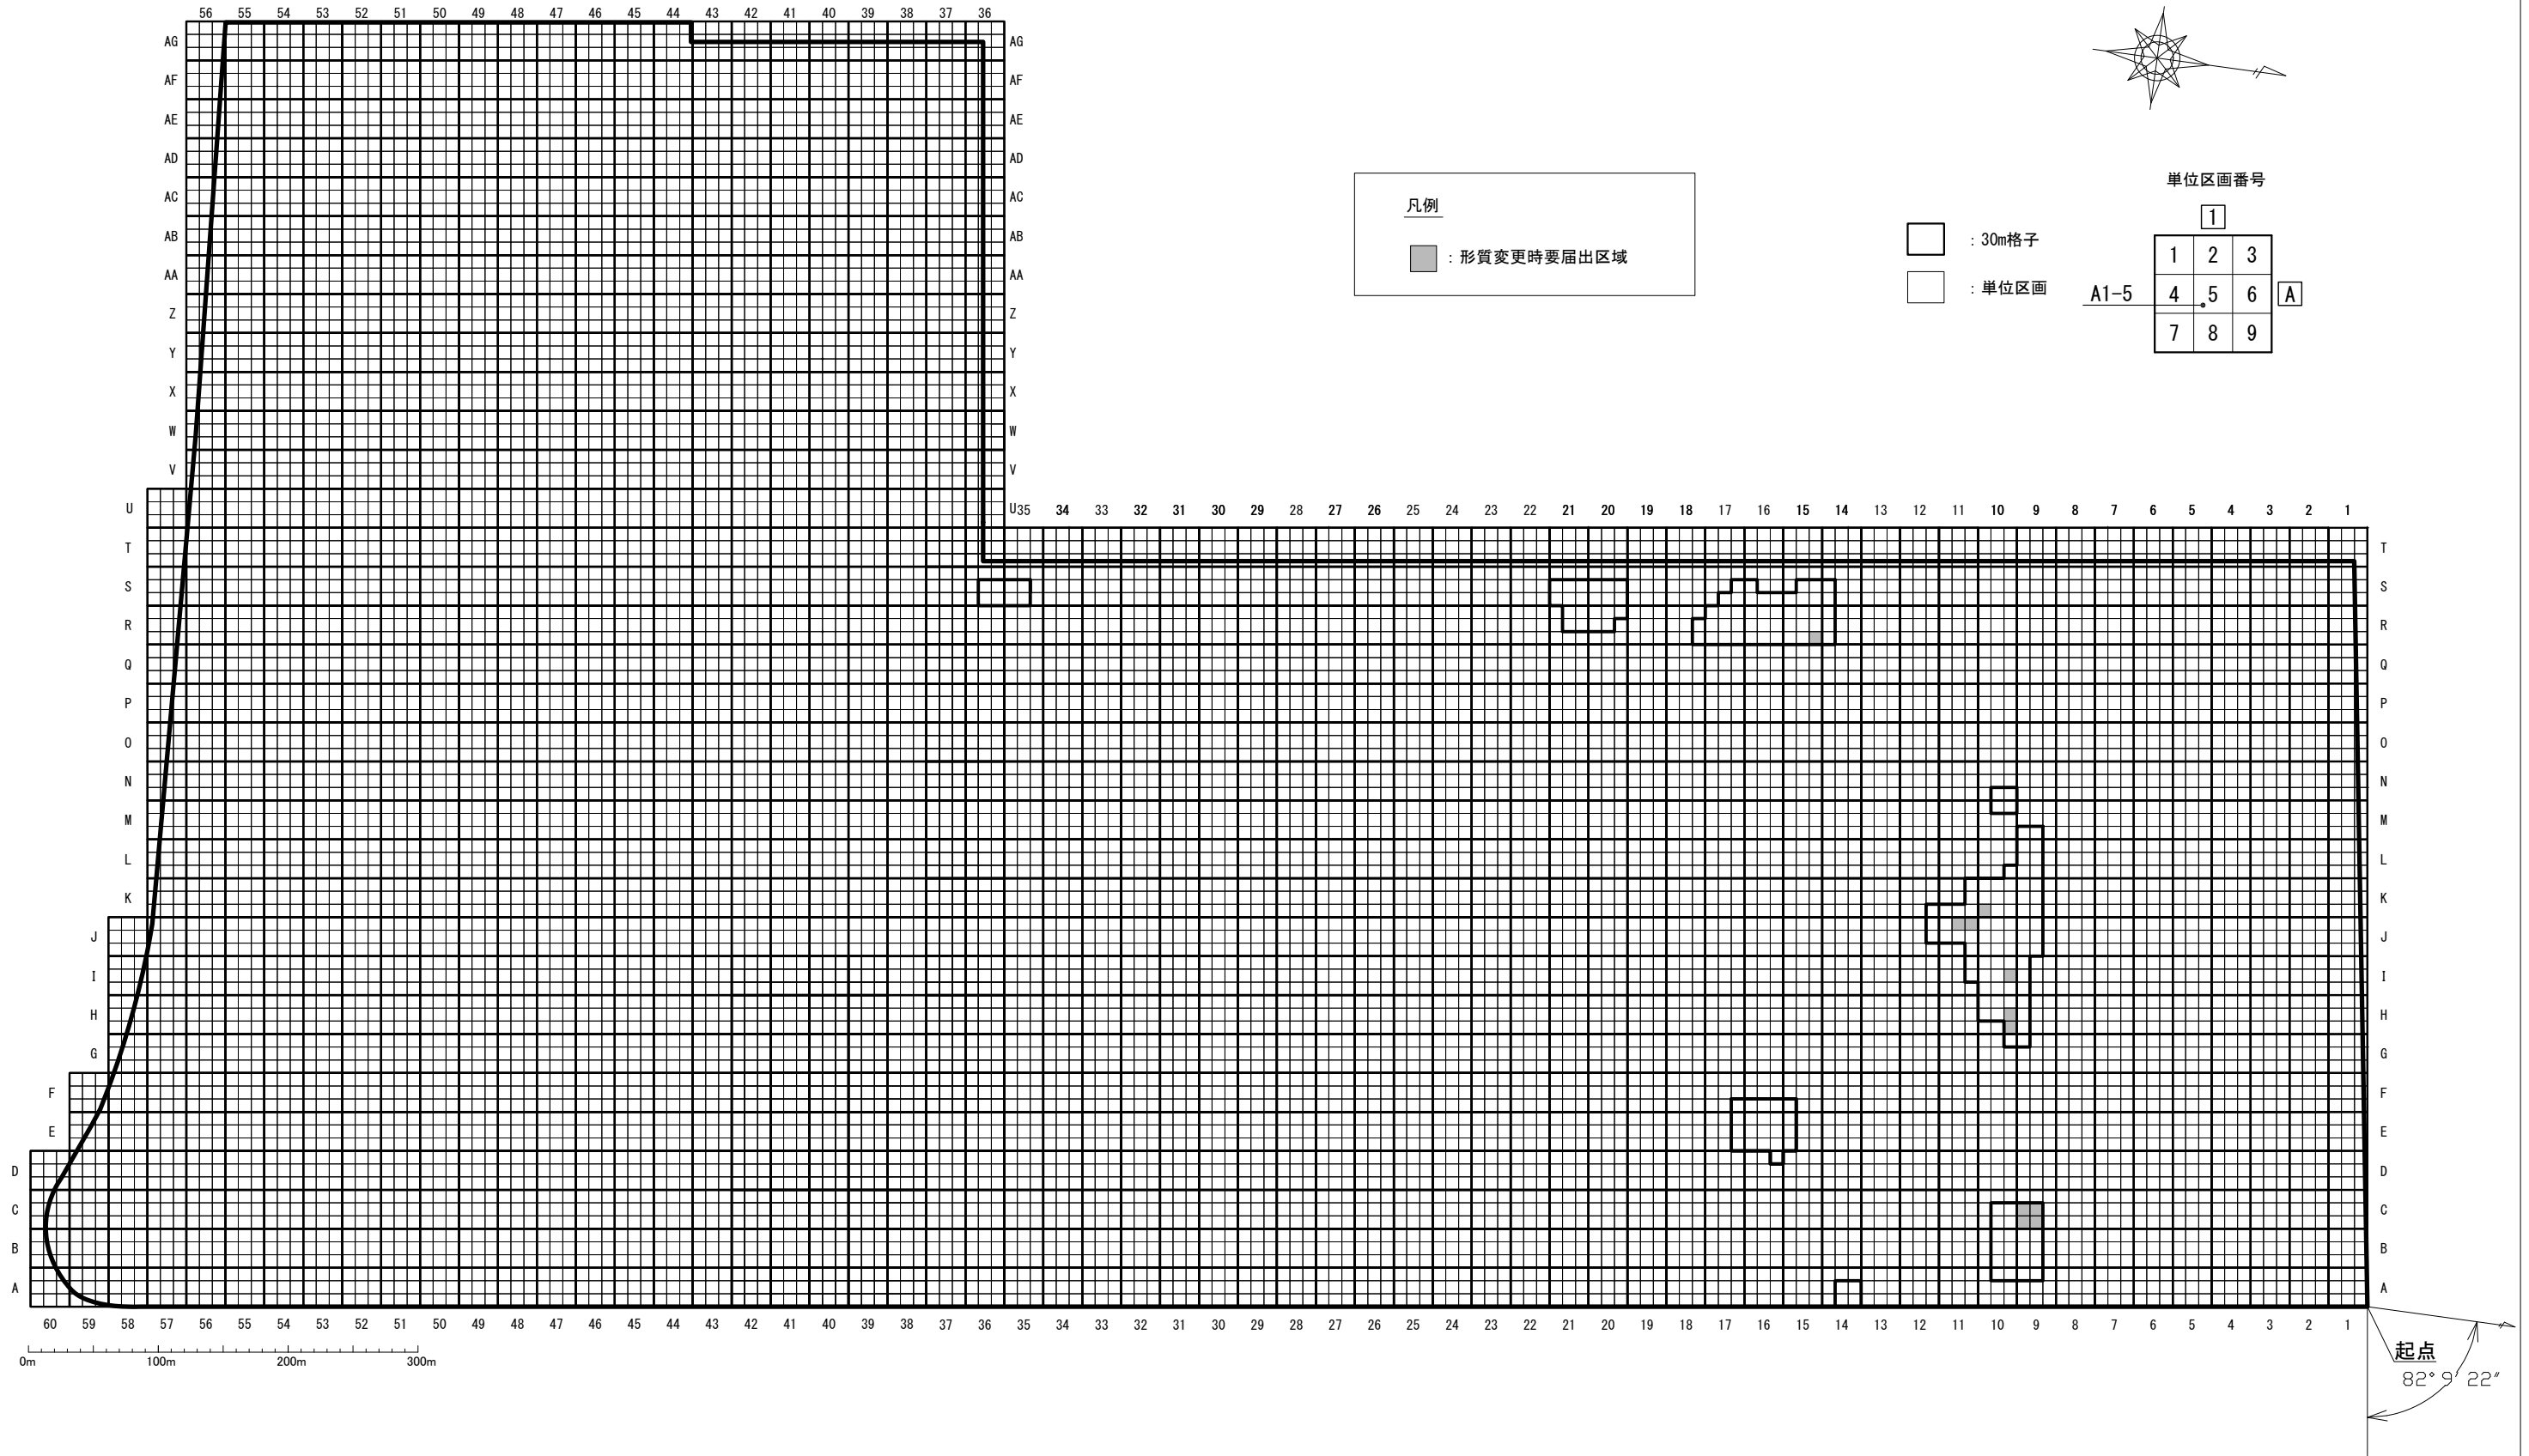 56 55 54 53 52 51 50 49 48 47 46 45 44 43 42 41 40 39 38 37 36
AG AG
AF AF
AE AE
AD AD
AC AC
AB AB
AA AA
Z Z
Y Y
X X
W W
V V
凡例
：形質変更時要届出区域
：30m格子
：単位区画
単位区画番号
1
1 2 3
A1-5 4 5 6 A
7 8 9
U U 35 34 33 32 31 30 29 28 27 26 25 24 23 22 21 20 19 18 17 16 15 14 13 12 11 10 9 8 7 6 5 4 3 2 1
T T
S S
R R
Q Q
P P
O O
N N
M M
L L
K K
J J
I I
H H
G G
F F
E E
D D
C C
B B
A A
60 59 58 57 56 55 54 53 52 51 50 49 48 47 46 45 44 43 42 41 40 39 38 37 36 35 34 33 32 31 30 29 28 27 26 25 24 23 22 21 20 19 18 17 16 15 14 13 12 11 10 9 8 7 6 5 4 3 2 1
0m 100m 200m 300m
起点
82°9′22″